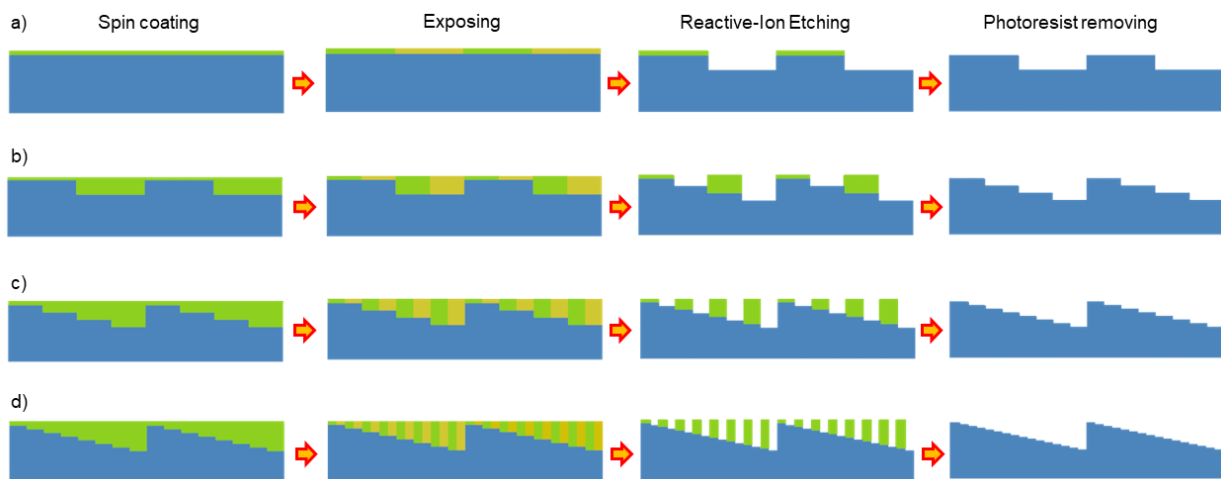 a) Spin coating Exposing Reactive-Ion Etching Photoresist removing
b)
c)
d)